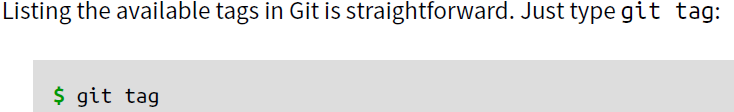 Listing the available tags in Git is straightforward. Just type git tag:
$ git tag